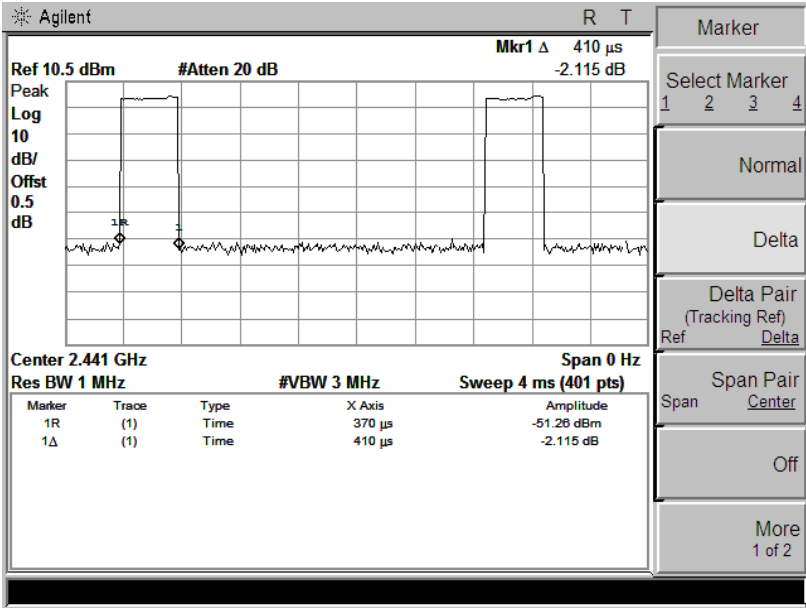 Agilent R T
Mkr1 Δ 410 µs
Ref 10.5 dBm #Atten 20 dB -2.115 dB
Peak
Log
10
dB/
Offst
0.5
dB
1R
1
Center 2.441 GHz Span 0 Hz
Res BW 1 MHz #VBW 3 MHz Sweep 4 ms (401 pts)
Marker Trace Type X Axis Amplitude
1R (1) Time 370 µs -51.26 dBm
1Δ (1) Time 410 µs -2.115 dB
Marker
Select Marker
1 2 3 4
Normal
Delta
Delta Pair
(Tracking Ref)
Ref Delta
Span Pair
Span Center
Off
More
1 of 2